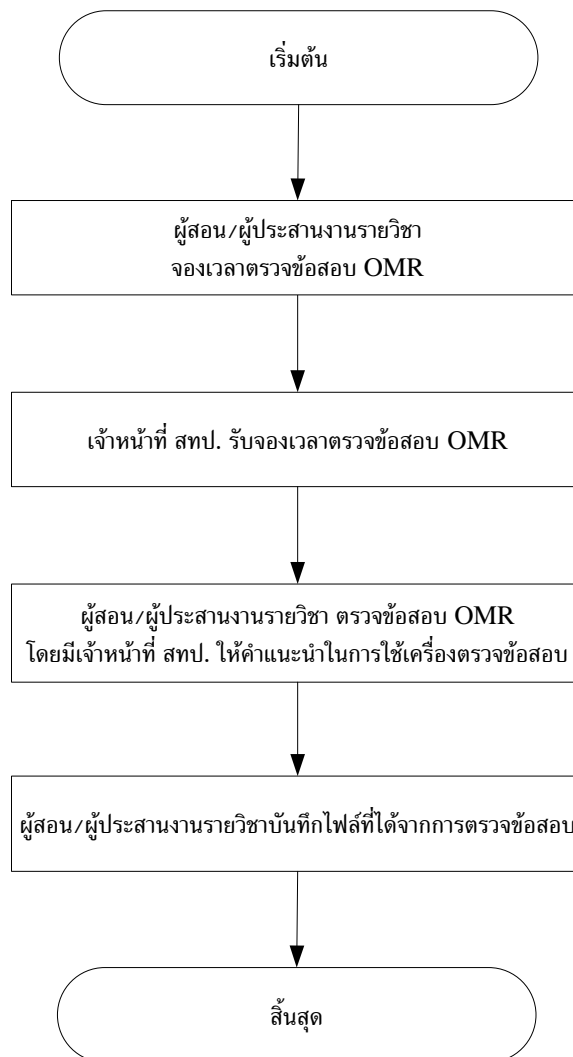 เริ่มต้น
ผู้สอน/ผู้ประสานงานรายวิชา
จองเวลาตรวจข้อสอบ OMR
เจ้าหน้าที่ สทป. รับจองเวลาตรวจข้อสอบ OMR
ผู้สอน/ผู้ประสานงานรายวิชา ตรวจข้อสอบ OMR
โดยมีเจ้าหน้าที่ สทป. ให้คำแนะนำในการใช้เครื่องตรวจข้อสอบ
ผู้สอน/ผู้ประสานงานรายวิชาบันทึกไฟล์ที่ได้จากการตรวจข้อสอบ
สิ้นสุด